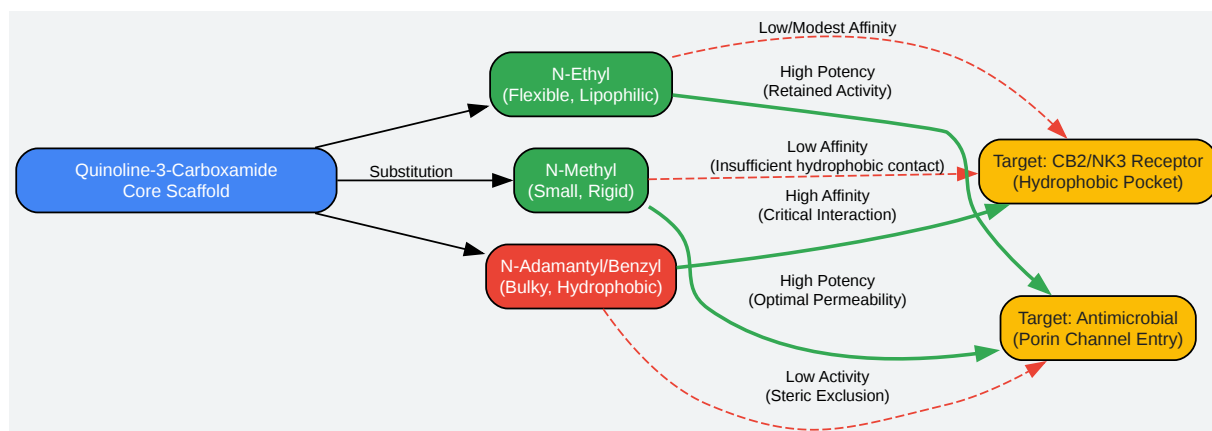 Low/Modest Affinity
N-Ethyl
(Flexible, Lipophilic)
High Potency
(Retained Activity)
Quinoline-3-Carboxamide
Core Scaffold
Substitution
N-Methyl
(Small, Rigid)
Low Affinity
(Insufficient hydrophobic contact)
Target: CB2/NK3 Receptor
(Hydrophobic Pocket)
High Affinity
(Critical Interaction)
N-Adamantyl/Benzyl
(Bulky, Hydrophobic)
High Potency
(Optimal Permeability)
Target: Antimicrobial
(Porin Channel Entry)
Low Activity
(Steric Exclusion)